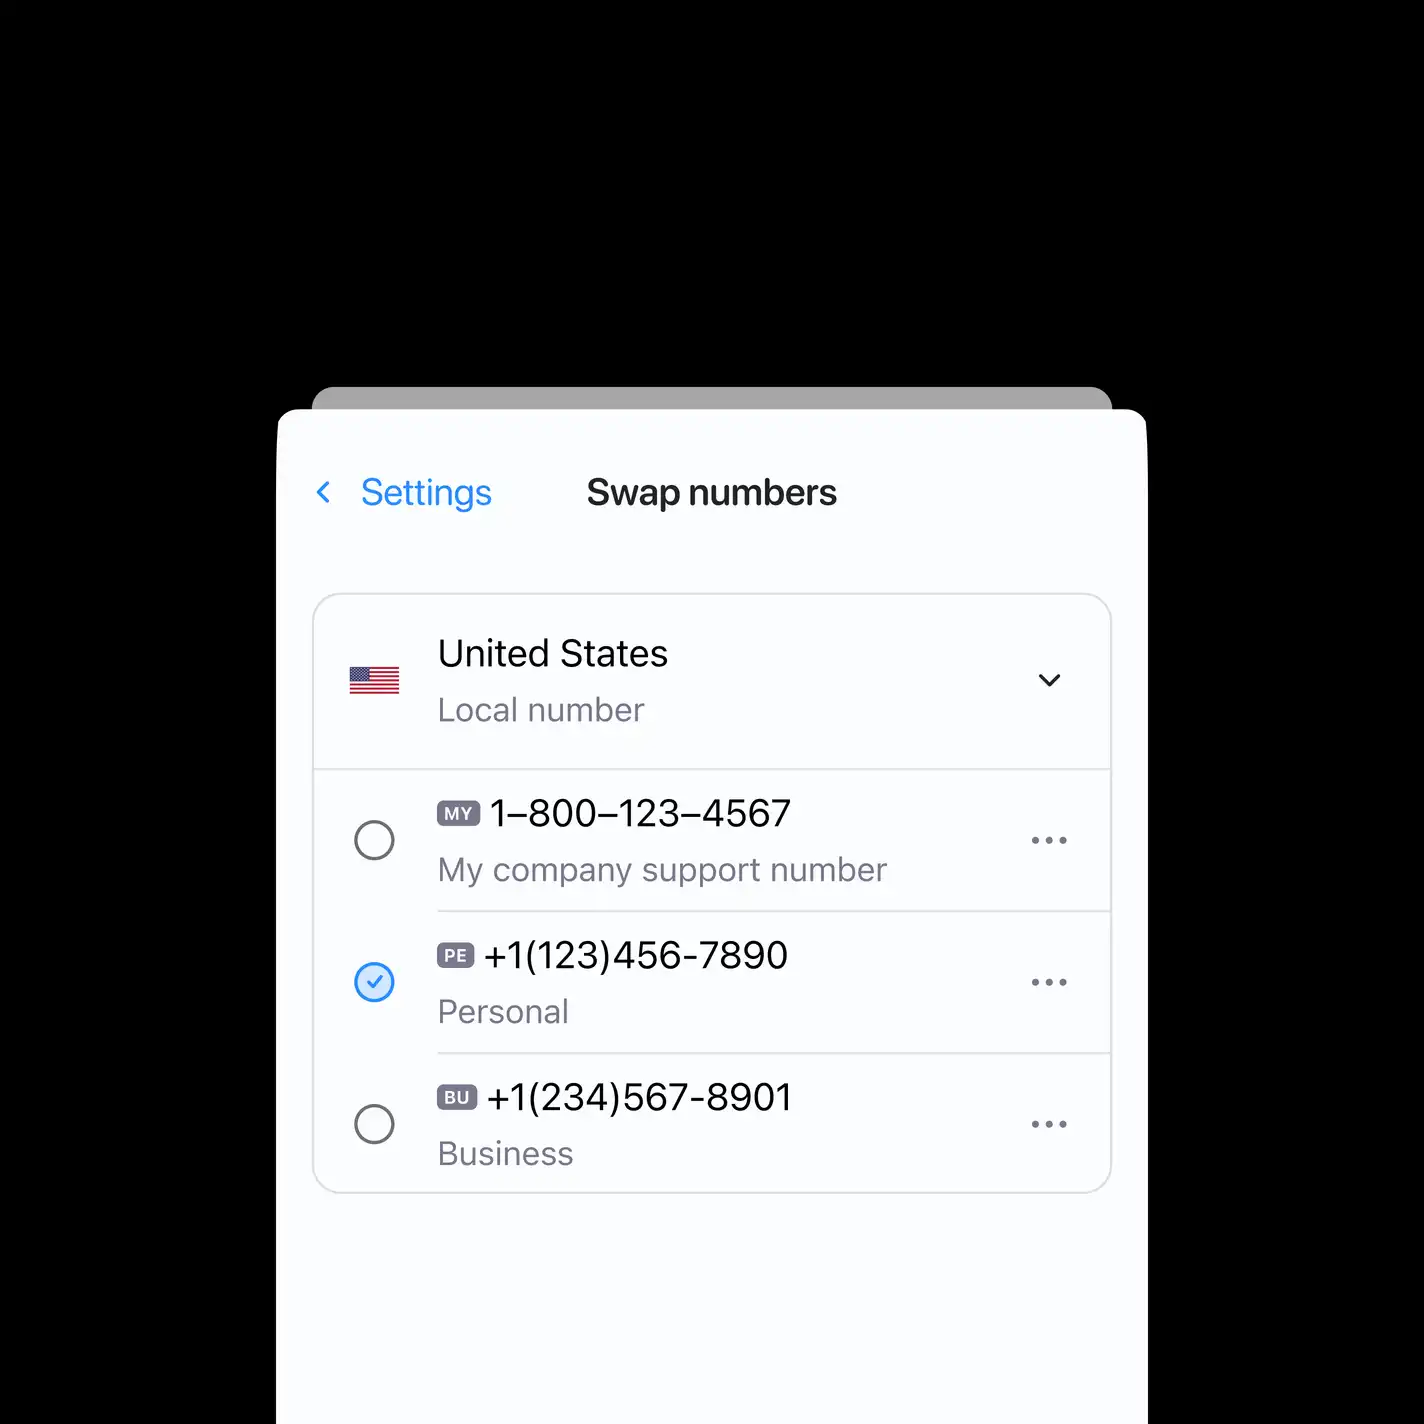 Settings
Swap numbers
United States
Local number
MY 1–800–123–4567
My company support number
PE +1(123)456-7890
Personal
BU +1(234)567-8901
Business